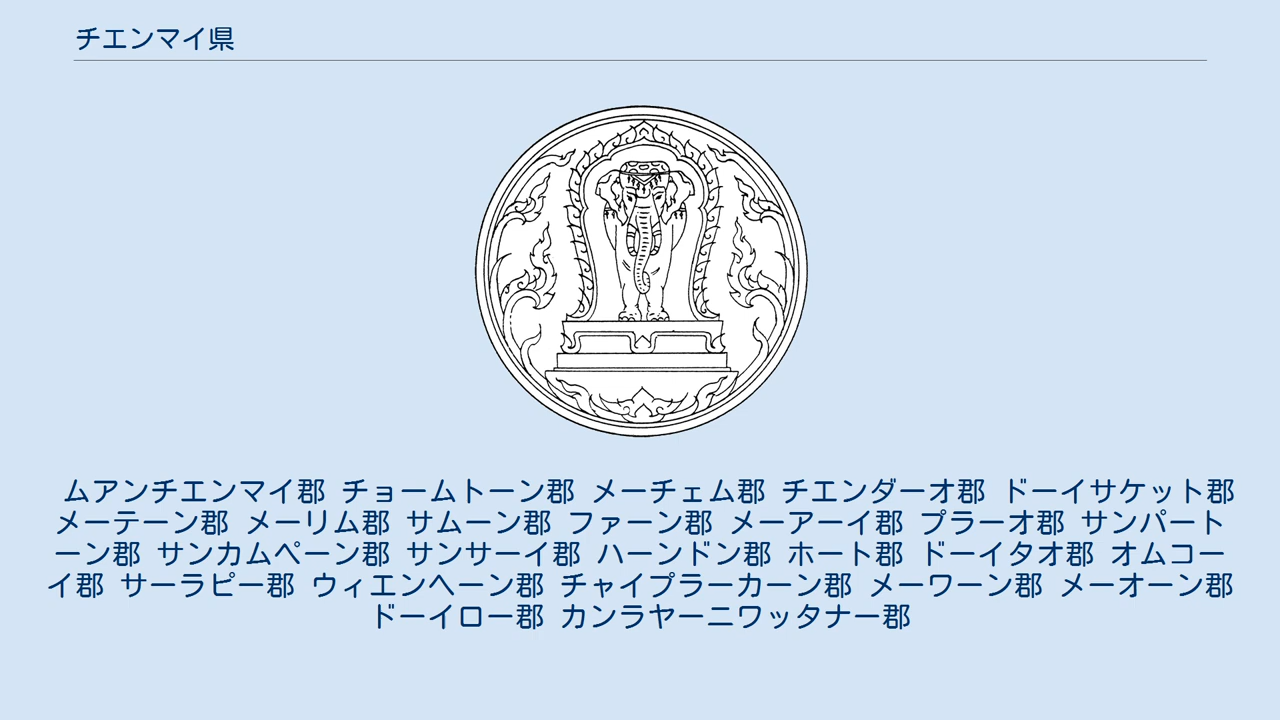 チエンマイ県
ムアンチエンマイ郡 チョームトーン郡 メーチェム郡 チエンダーオ郡 ドーイサケット郡
メーテーン郡 メーリム郡 サムーン郡 ファーン郡 メーアーイ郡 プラーオ郡 サンパート
ーン郡 サンカムペーン郡 サンサーイ郡 ハーンドン郡 ホート郡 ドーイタオ郡 オムコー
イ郡 サーラピー郡 ウィエンヘーン郡 チャイプラーカーン郡 メーワーン郡 メーオーン郡
ドーイロー郡 カンラヤーニワッタナー郡